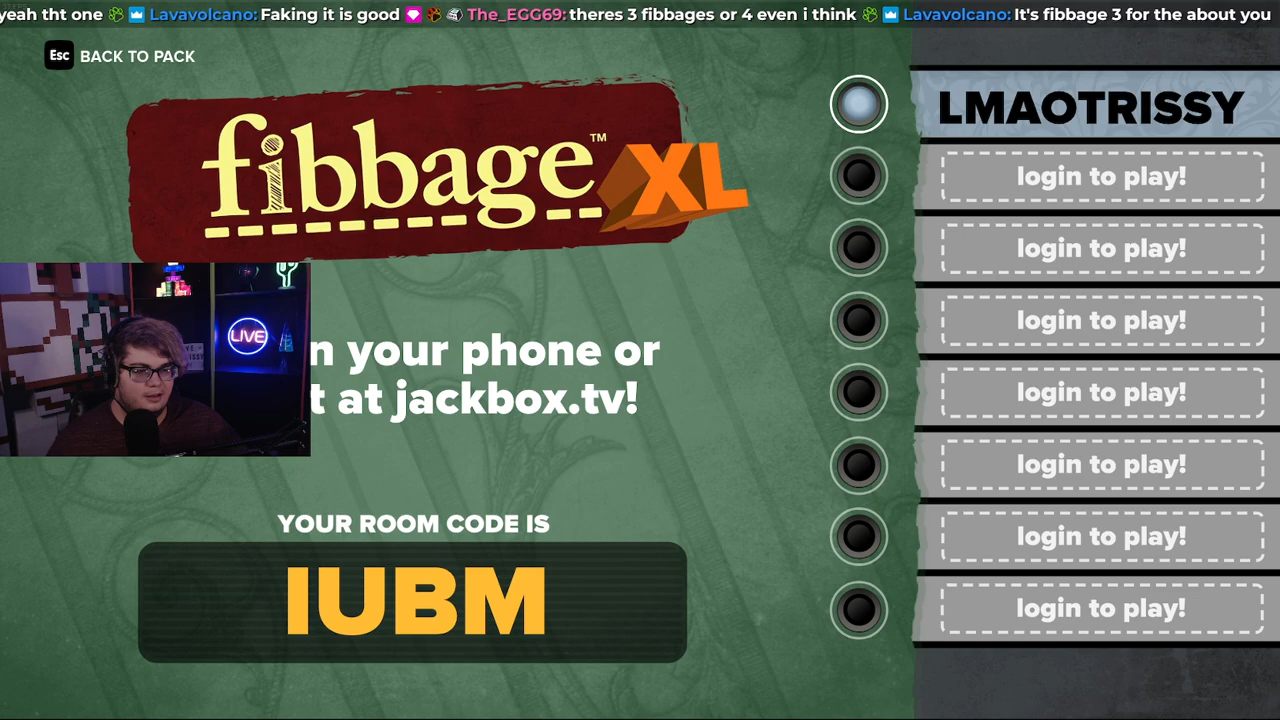 yeah tht one Lavavolcano: Faking it is good The_EGG69: theres 3 fibbages or 4 even i think Lavavolcano: It's fibbage 3 for the about you
Esc BACK TO PACK
fibbage™ XL
n your phone or
t at jackbox.tv!
LIVE
YOUR ROOM CODE IS
IUBM
LMAOTRISSY
login to play!
login to play!
login to play!
login to play!
login to play!
login to play!
login to play!